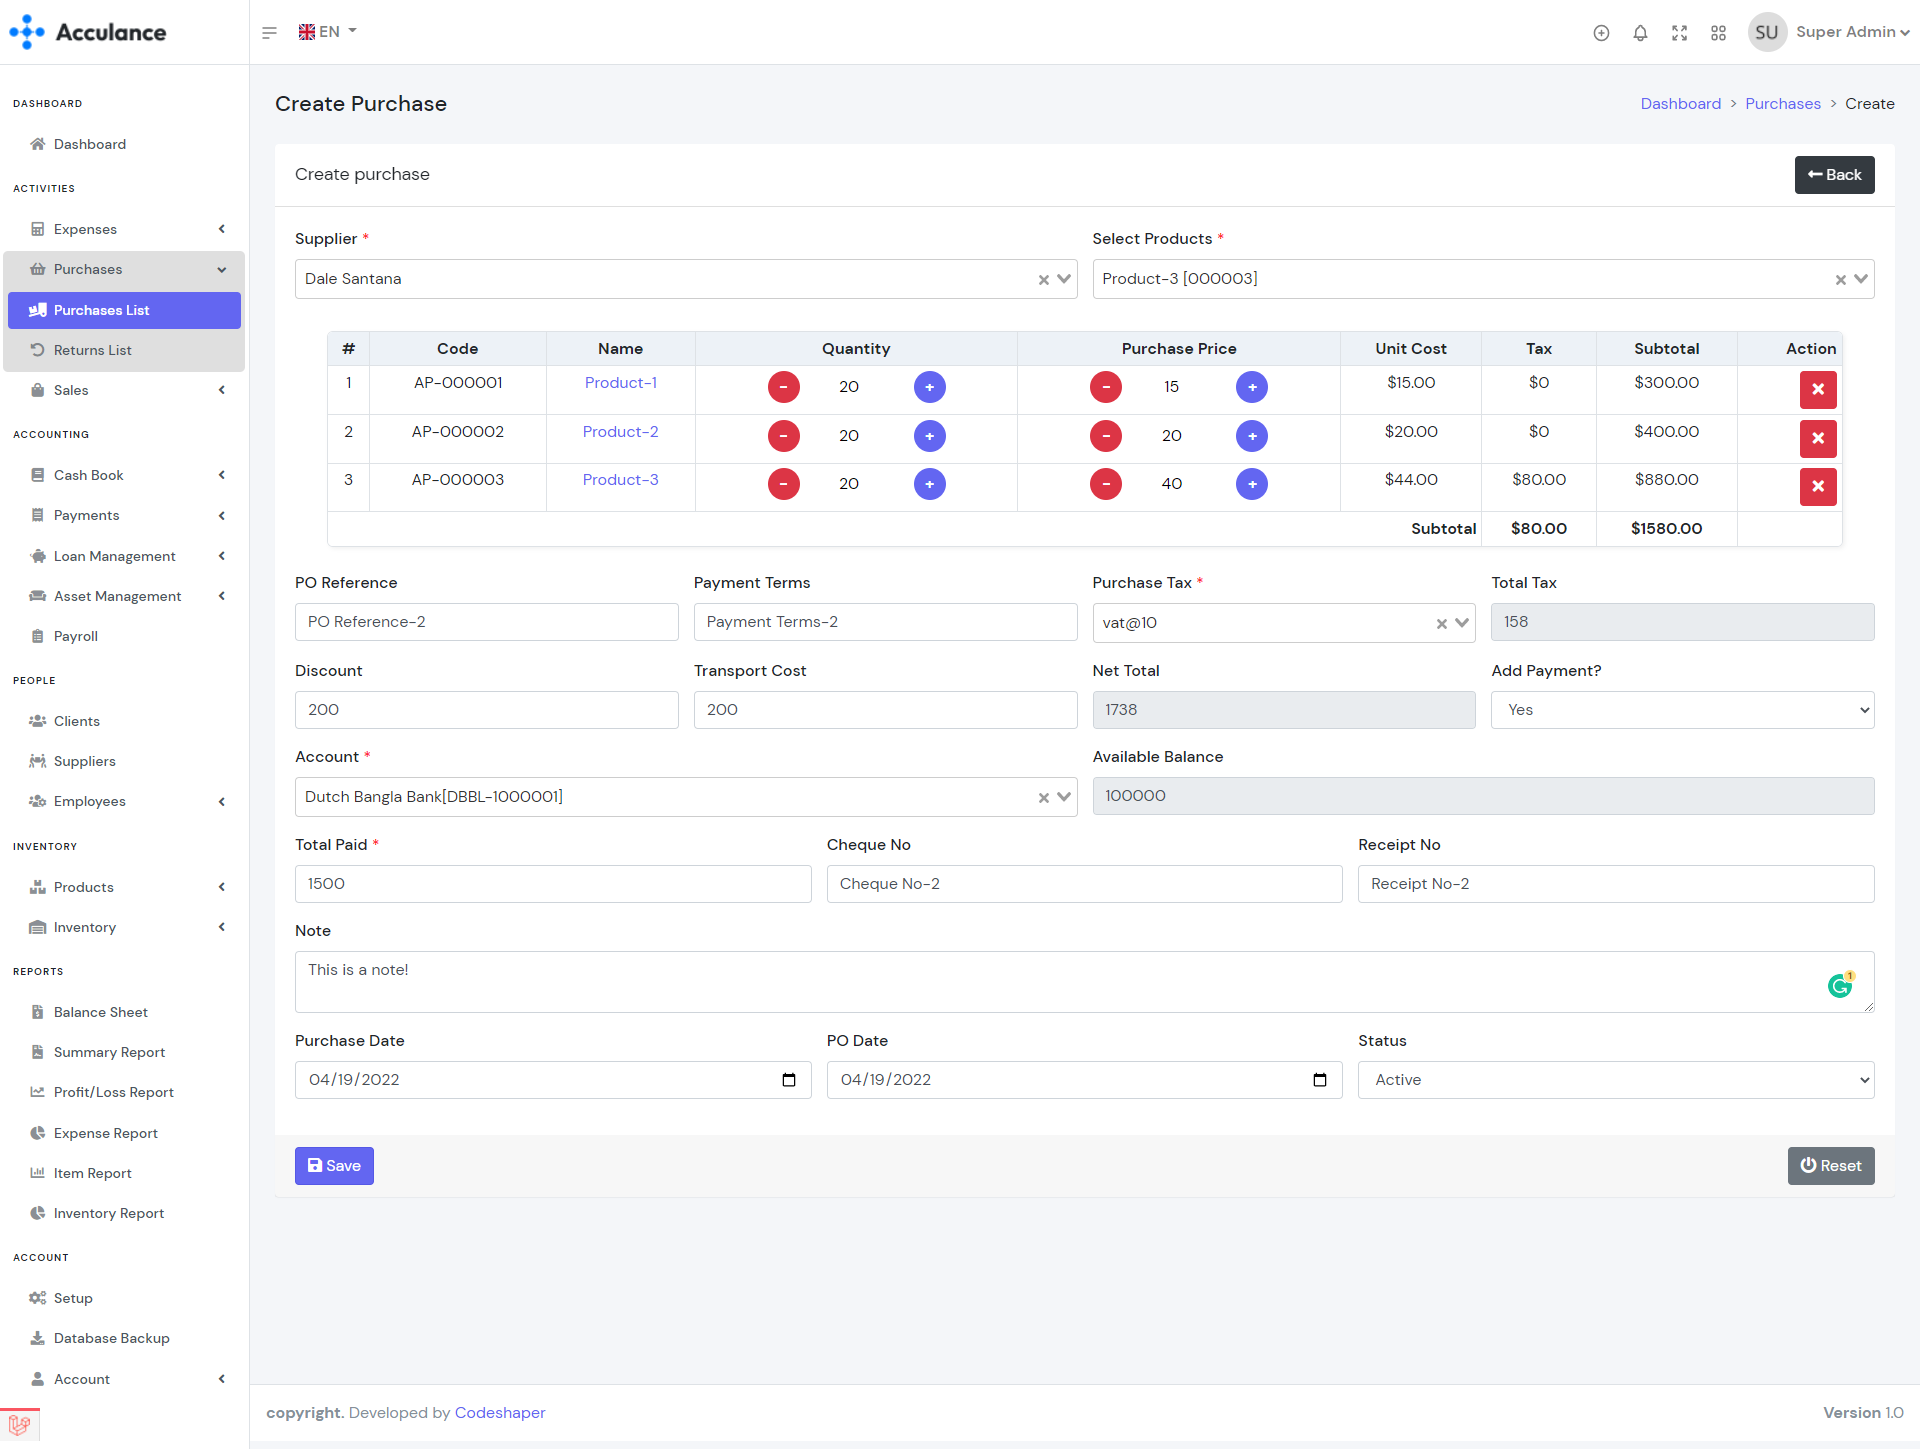 Acculance
EN
SU
Super Admin
DASHBOARD
Dashboard
ACTIVITIES
Expenses
Purchases
Purchases List
Returns List
Sales
ACCOUNTING
Cash Book
Payments
Loan Management
Asset Management
Payroll
PEOPLE
Clients
Suppliers
Employees
INVENTORY
Products
Inventory
REPORTS
Balance Sheet
Summary Report
Profit/Loss Report
Expense Report
Item Report
Inventory Report
ACCOUNT
Setup
Database Backup
Account
Create Purchase
Dashboard > Purchases > Create
Create purchase
Back
Supplier *
Select Products *
Dale Santana
Product-3 [000003]
# Code Name Quantity Purchase Price Unit Cost Tax Subtotal Action
1 AP-000001 Product-1 - 20 + - 15 + $15.00 $0 $300.00
2 AP-000002 Product-2 - 20 + - 20 + $20.00 $0 $400.00
3 AP-000003 Product-3 - 20 + - 40 + $44.00 $80.00 $880.00
Subtotal $80.00 $1580.00
PO Reference Payment Terms Purchase Tax * Total Tax
PO Reference-2 Payment Terms-2 vat@10 158
Discount Transport Cost Net Total Add Payment?
200 200 1738 Yes
Account * Available Balance
Dutch Bangla Bank[DBBL-1000001] 100000
Total Paid * Cheque No Receipt No
1500 Cheque No-2 Receipt No-2
Note
This is a note!
1
Purchase Date PO Date Status
04/19/2022 04/19/2022 Active
Save
Reset
copyright. Developed by Codeshaper
Version 1.0